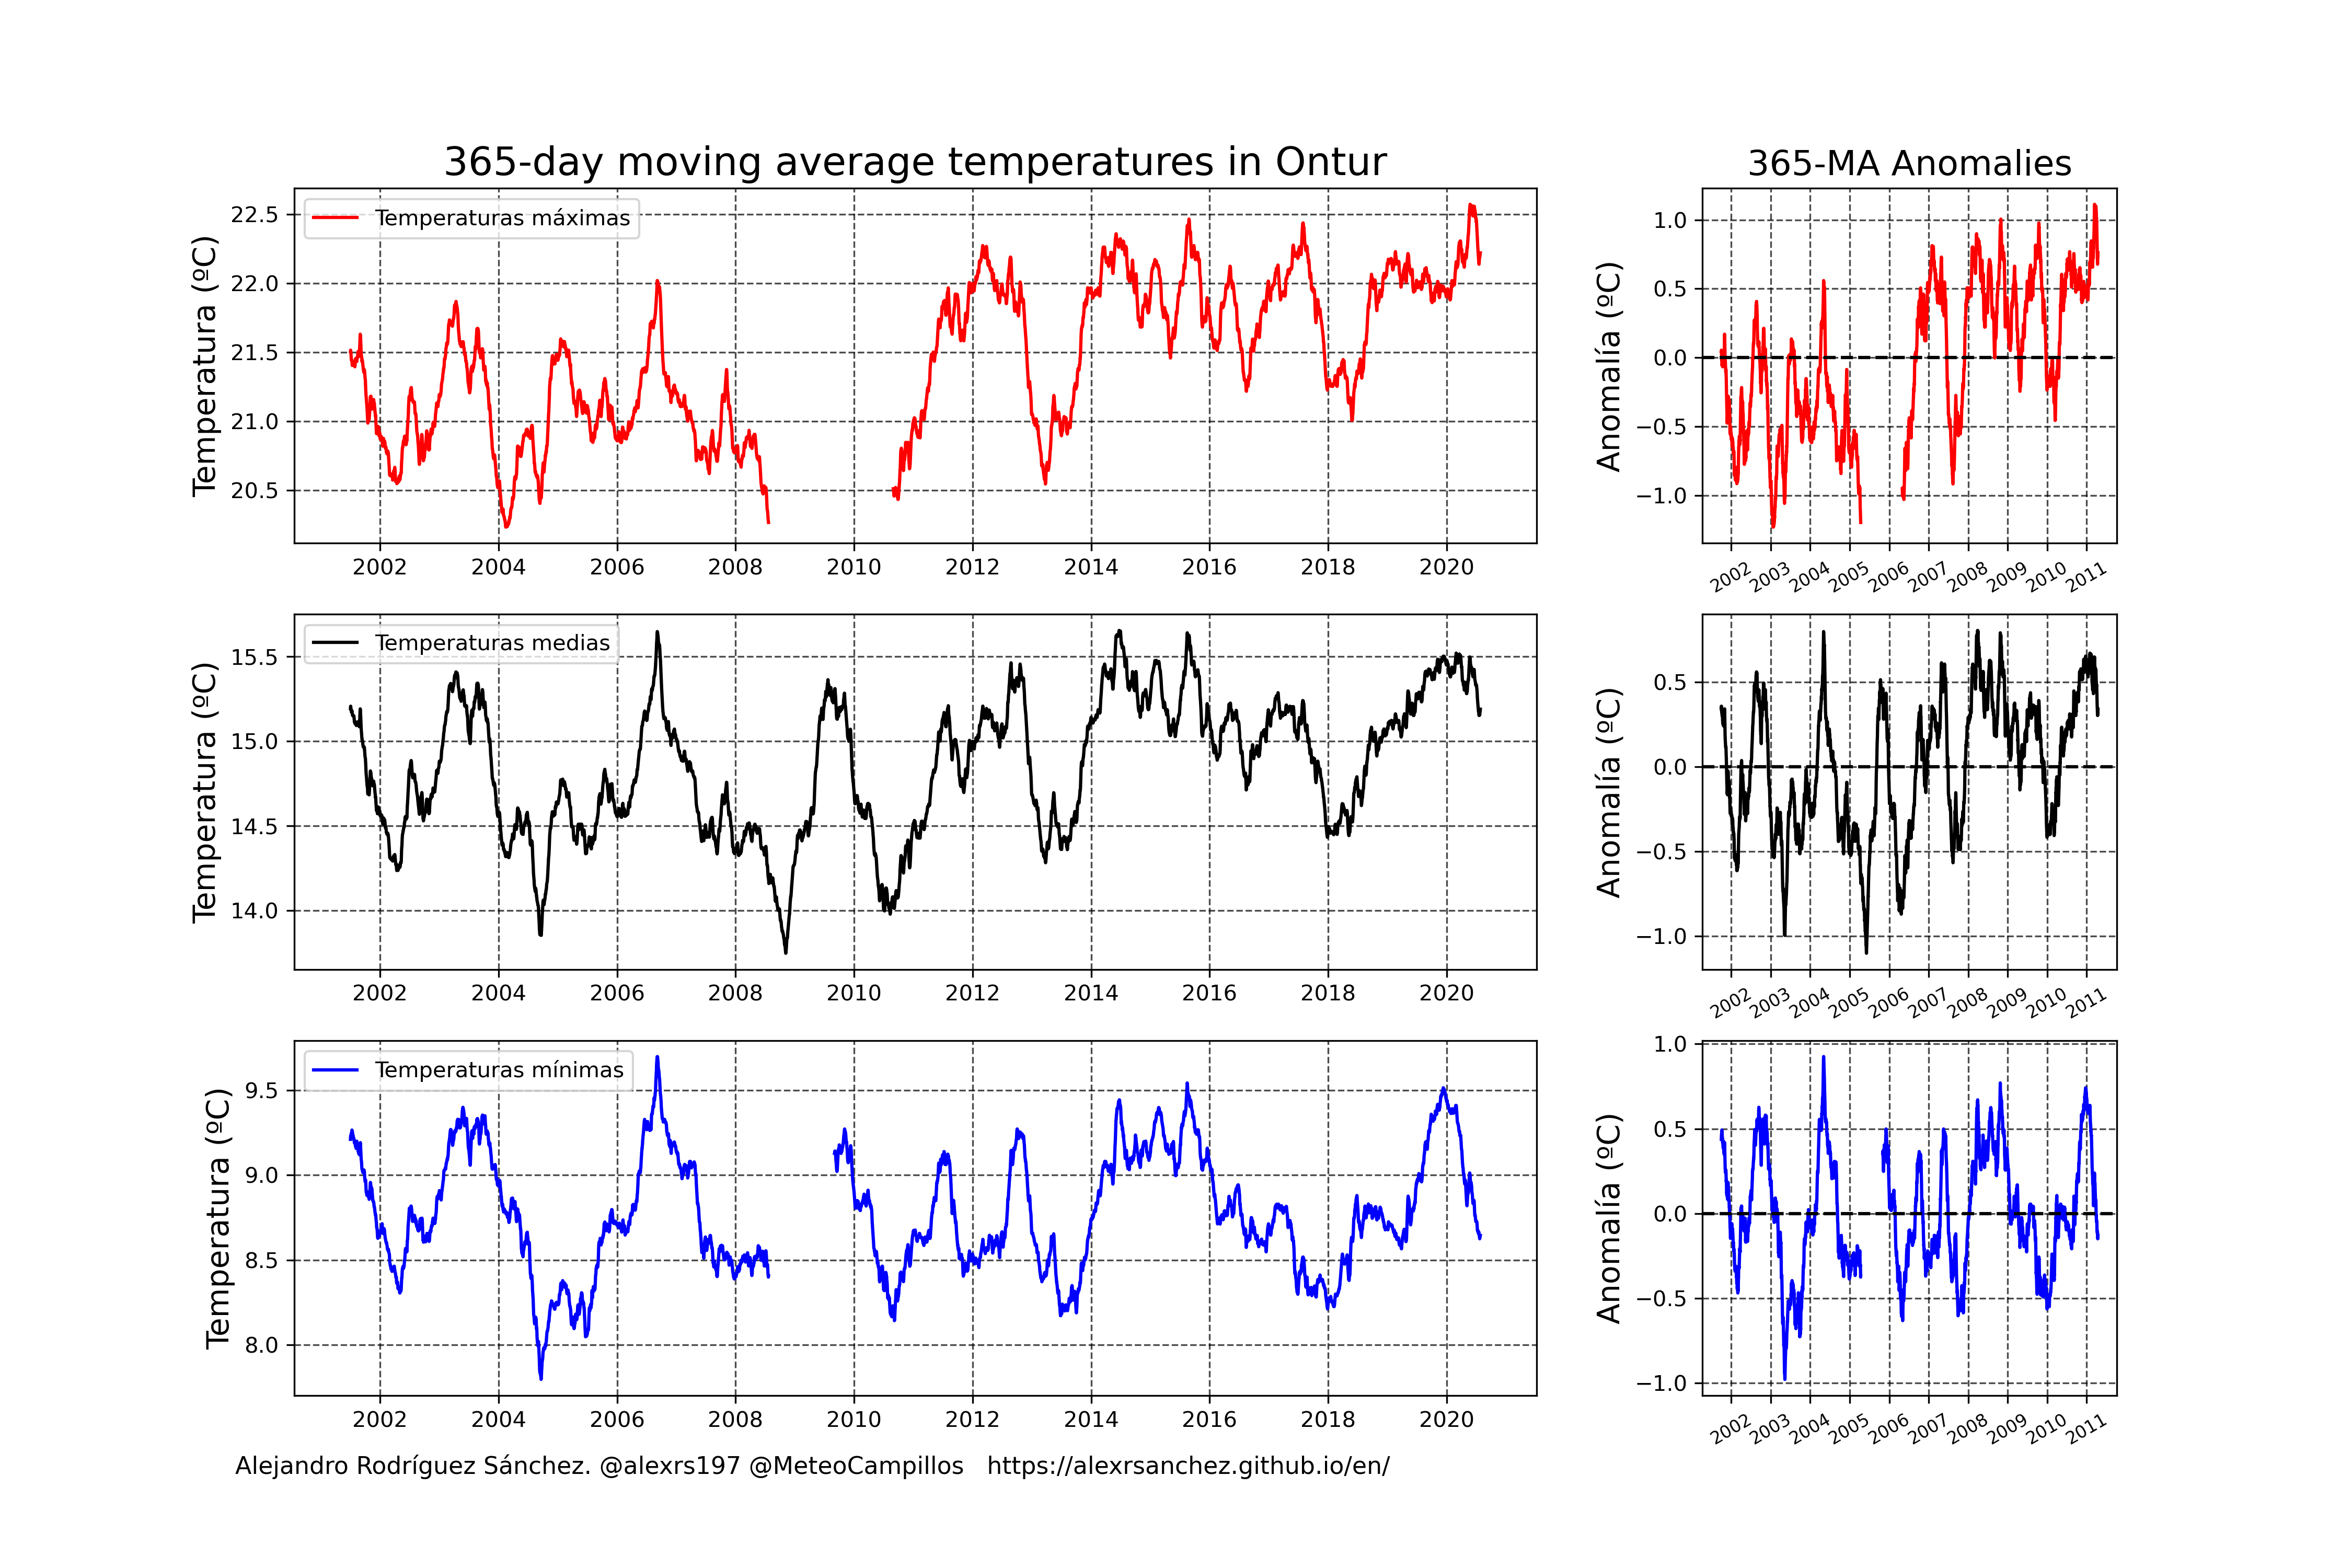 365-day moving average temperatures in Ontur
365-MA Anomalies
Temperatura (ºC)
22.5
22.0
21.5
21.0
20.5
Temperaturas máximas
2002 2004 2006 2008 2010 2012 2014 2016 2018 2020
Anomalía (ºC)
1.0
0.5
0.0
−0.5
−1.0
2002 2003 2004 2005 2006 2007 2008 2009 2010 2011
Temperatura (ºC)
15.5
15.0
14.5
14.0
Temperaturas medias
2002 2004 2006 2008 2010 2012 2014 2016 2018 2020
Anomalía (ºC)
0.5
0.0
−0.5
−1.0
2002 2003 2004 2005 2006 2007 2008 2009 2010 2011
Temperatura (ºC)
9.5
9.0
8.5
8.0
Temperaturas mínimas
2002 2004 2006 2008 2010 2012 2014 2016 2018 2020
Anomalía (ºC)
1.0
0.5
0.0
−0.5
−1.0
2002 2003 2004 2005 2006 2007 2008 2009 2010 2011
Alejandro Rodríguez Sánchez. @alexrs197 @MeteoCampillos https://alexrsanchez.github.io/en/